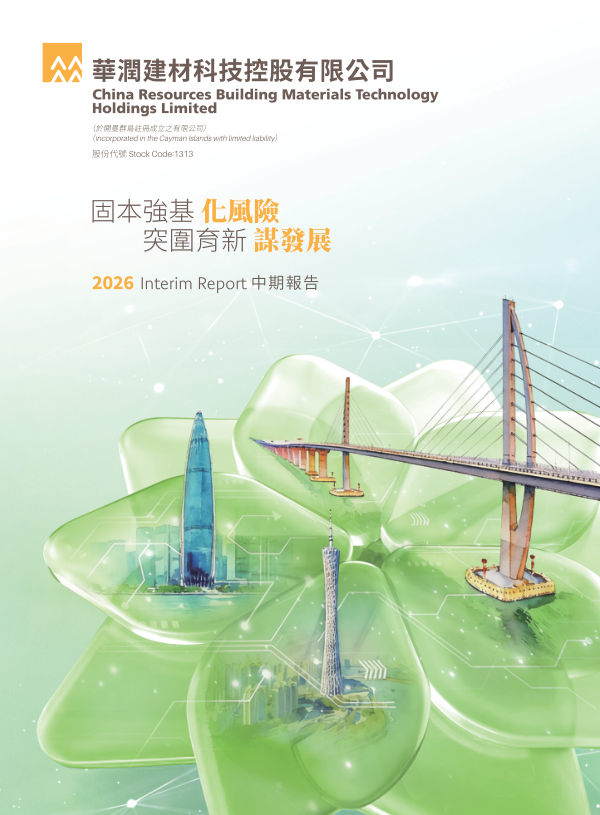 華潤建材科技控股有限公司
China Resources Building Materials Technology
Holdings Limited
（於開曼群島註冊成立之有限公司）
(incorporated in the Cayman Islands with limited liability)
股份代號 Stock Code:1313
固本強基 化風險
突圍育新 謀發展
2026 Interim Report 中期報告